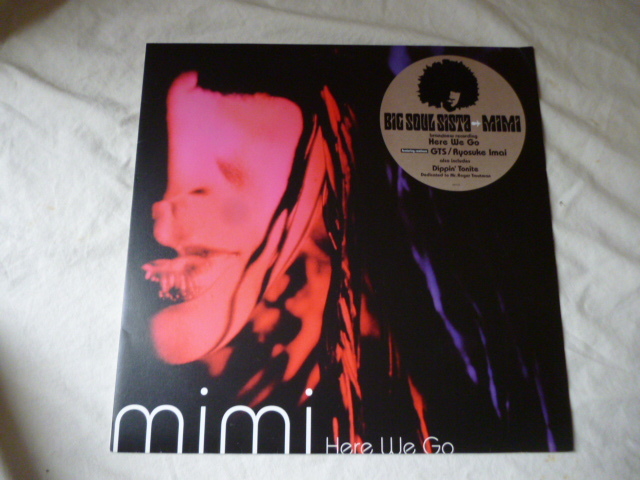 BIG SOUL SISTA MIMI
Here We Go
GTS / Ryosuke Imai
also includes
Dippin' Tonite
mimi
Here We Go